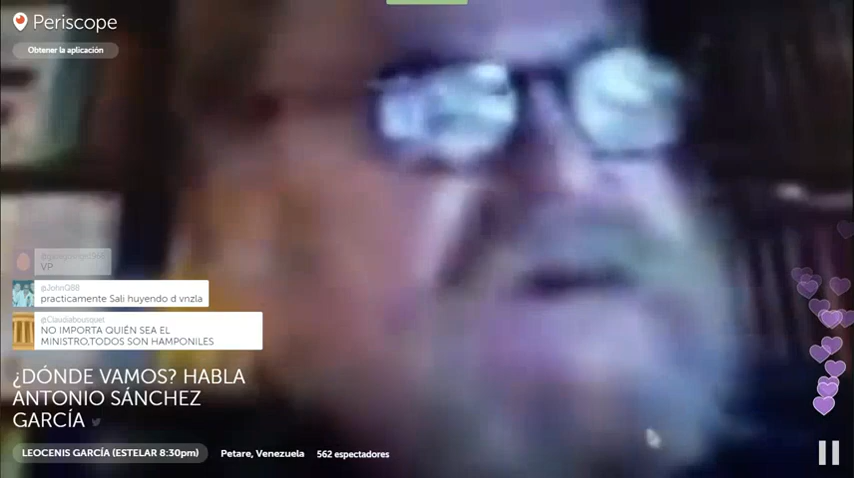 Periscope
Obtener la aplicación
VP
@JohnQ88
practicamente Sali huyendo d vnzla
@Claudiabousquet
NO IMPORTA QUIÉN SEA EL
MINISTRO,TODOS SON HAMPONILES
¿DÓNDE VAMOS? HABLA
ANTONIO SÁNCHEZ
GARCÍA
LEOCENIS GARCÍA (ESTELAR 8:30pm)
Petare, Venezuela
562 espectadores